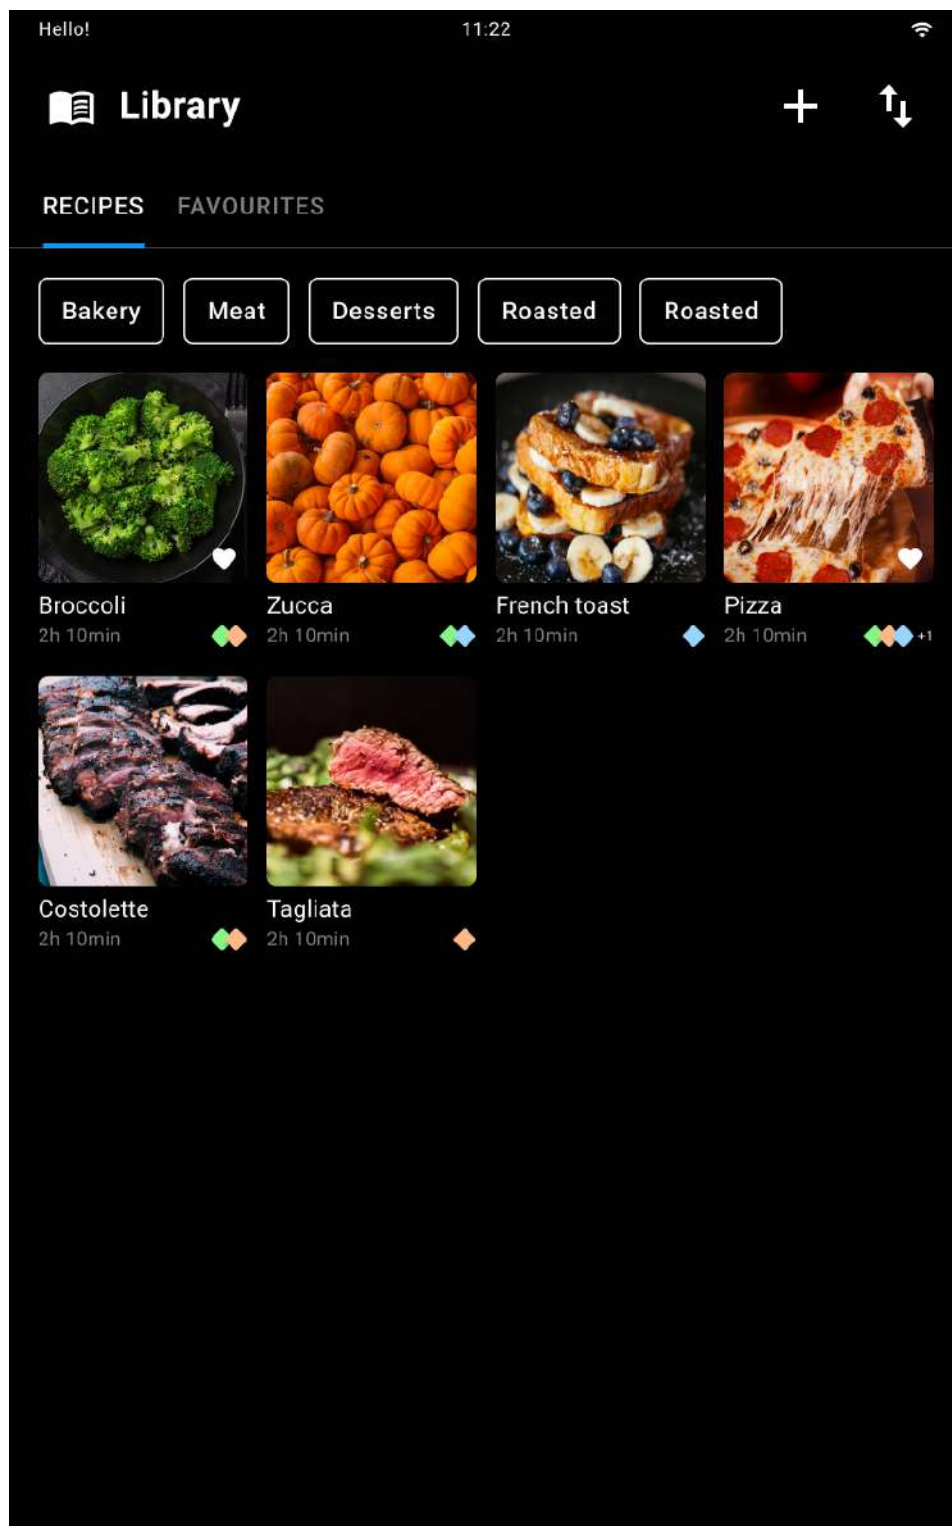 Hello! 11:22
Library
RECIPES FAVOURITES
Bakery Meat Desserts Roasted Roasted
Broccoli Zucca French toast Pizza
2h 10min 2h 10min 2h 10min 2h 10min +1
Costolette Tagliata
2h 10min 2h 10min